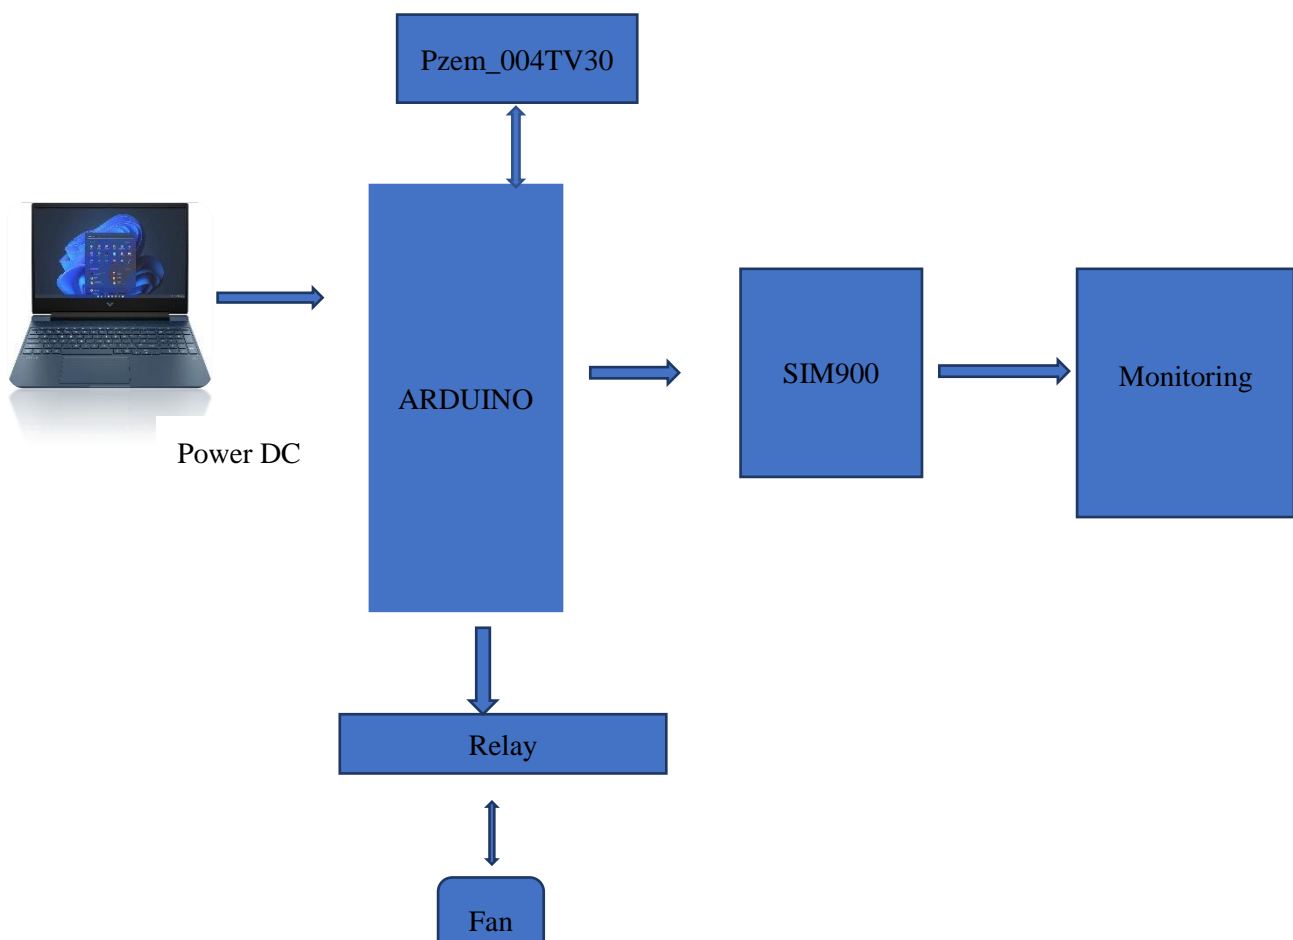 Pzem_004TV30
ARDUINO
SIM900
Monitoring
Power DC
Relay
Fan